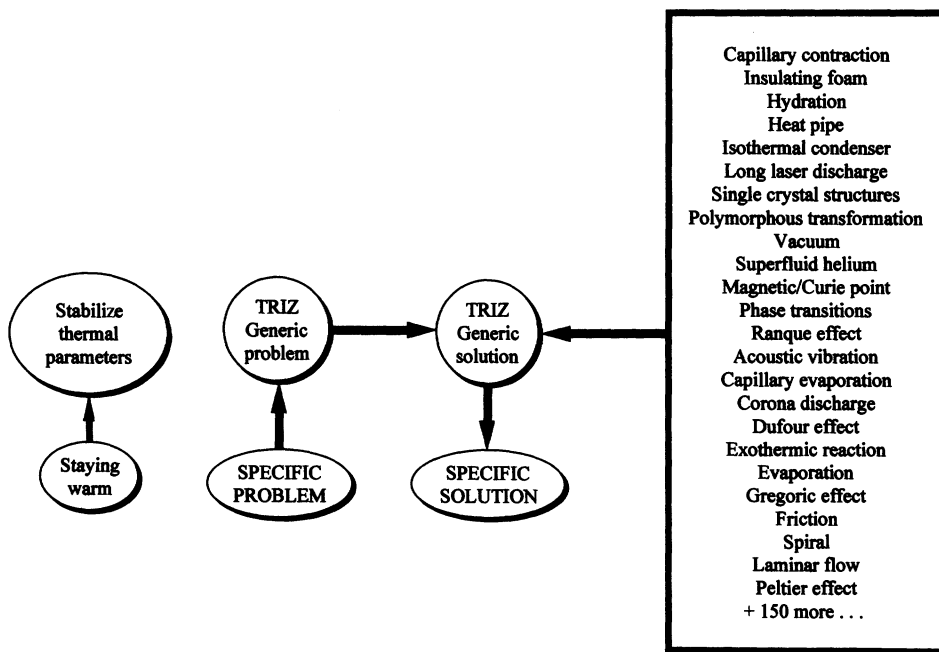 Stabilize
thermal
parameters
Staying
warm
TRIZ
Generic
problem
SPECIFIC
PROBLEM
TRIZ
Generic
solution
SPECIFIC
SOLUTION
Capillary contraction
Insulating foam
Hydration
Heat pipe
Isothermal condenser
Long laser discharge
Single crystal structures
Polymorphous transformation
Vacuum
Superfluid helium
Magnetic/Curie point
Phase transitions
Ranque effect
Acoustic vibration
Capillary evaporation
Corona discharge
Dufour effect
Exothermic reaction
Evaporation
Gregoric effect
Friction
Spiral
Laminar flow
Peltier effect
+ 150 more . . .